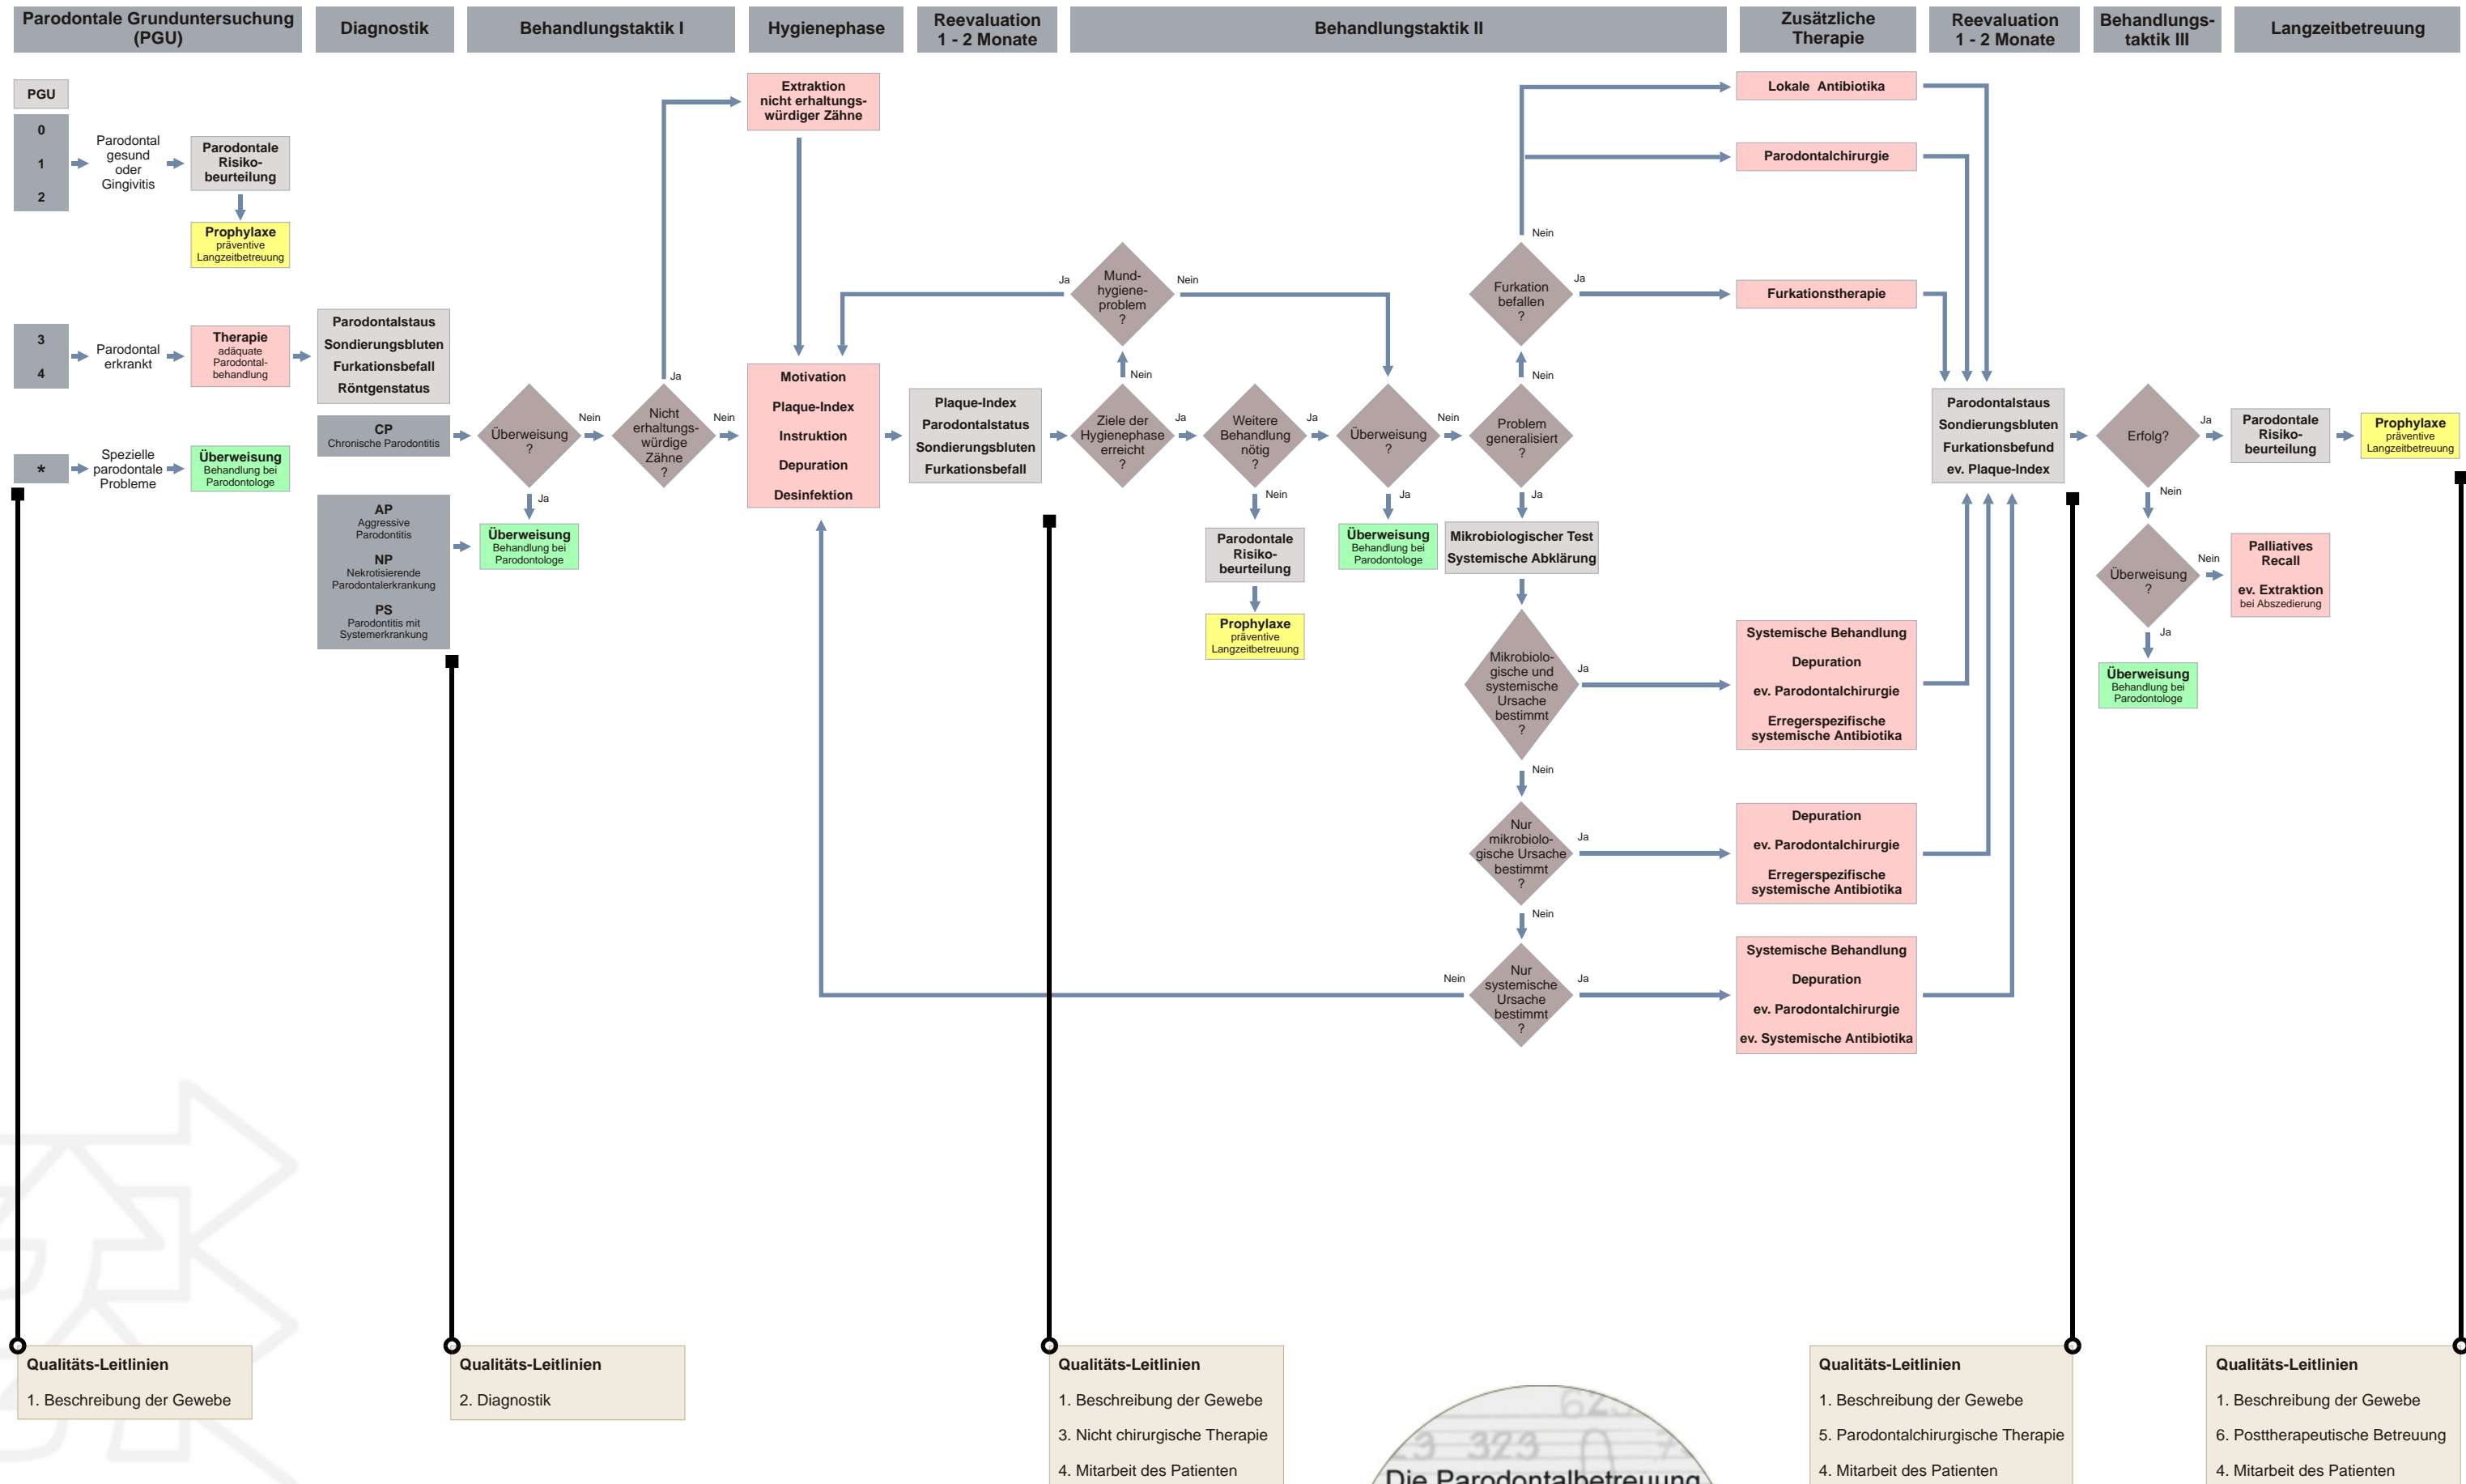 Parodontale Grunduntersuchung
(PGU)
Diagnostik
Behandlungstaktik I
Hygienephase
Reevaluation
1 - 2 Monate
Behandlungstaktik II
Zusätzliche
Therapie
Reevaluation
1 - 2 Monate
Behandlungs-
taktik III
Langzeitbetreuung
PGU
0
1
2
Parodontal
gesund
oder
Gingivitis
Parodontale
Risiko-
beurteilung
Prophylaxe
präventive
Langzeitbetreuung
3
4
Parodontal
erkrankt
Therapie
adäquate
Parodontal-
behandlung
*
Spezielle
parodontale
Probleme
Überweisung
Behandlung bei
Parodontologe
Parodontalstaus
Sondierungsbluten
Furkationsbefall
Röntgenstatus
CP
Chronische Parodontitis
AP
Aggressive
Parodontitis
NP
Nekrotisierende
Parodontalerkrankung
PS
Parodontitis mit
Systemerkrankung
Überweisung
?
Nein
Ja
Überweisung
Behandlung bei
Parodontologe
Nicht
erhaltungs-
würdige
Zähne
?
Ja
Nein
Extraktion
nicht erhaltungs-
würdiger Zähne
Motivation
Plaque-Index
Instruktion
Depuration
Desinfektion
Plaque-Index
Parodontalstatus
Sondierungsbluten
Furkationsbefall
Ja
Mund-
hygiene-
problem
?
Nein
Nein
Ziele der
Hygienephase
erreicht
?
Ja
Weitere
Behandlung
nötig
?
Ja
Nein
Parodontale
Risiko-
beurteilung
Prophylaxe
präventive
Langzeitbetreuung
Überweisung
?
Nein
Ja
Überweisung
Behandlung bei
Parodontologe
Nein
Furkation
befallen
?
Ja
Nein
Problem
generalisiert
?
Ja
Mikrobiologischer Test
Systemische Abklärung
Mikrobiolo-
gische und
systemische
Ursache
bestimmt
?
Ja
Nein
Nur
mikrobiolo-
gische Ursache
bestimmt
?
Ja
Nein
Nein
Nur
systemische
Ursache
bestimmt
?
Ja
Lokale Antibiotika
Parodontalchirurgie
Furkationstherapie
Systemische Behandlung
Depuration
ev. Parodontalchirurgie
Erregerspezifische
systemische Antibiotika
Depuration
ev. Parodontalchirurgie
Erregerspezifische
systemische Antibiotika
Systemische Behandlung
Depuration
ev. Parodontalchirurgie
ev. Systemische Antibiotika
Parodontalstaus
Sondierungsbluten
Furkationsbefund
ev. Plaque-Index
Erfolg?
Ja
Nein
Überweisung
?
Nein
Ja
Überweisung
Behandlung bei
Parodontologe
Parodontale
Risiko-
beurteilung
Prophylaxe
präventive
Langzeitbetreuung
Palliatives
Recall
ev. Extraktion
bei Abszedierung
Qualitäts-Leitlinien
1. Beschreibung der Gewebe
Qualitäts-Leitlinien
2. Diagnostik
Qualitäts-Leitlinien
1. Beschreibung der Gewebe
3. Nicht chirurgische Therapie
4. Mitarbeit des Patienten
323
Die Parodontalbetreuung
Qualitäts-Leitlinien
1. Beschreibung der Gewebe
5. Parodontalchirurgische Therapie
4. Mitarbeit des Patienten
Qualitäts-Leitlinien
1. Beschreibung der Gewebe
6. Posttherapeutische Betreuung
4. Mitarbeit des Patienten